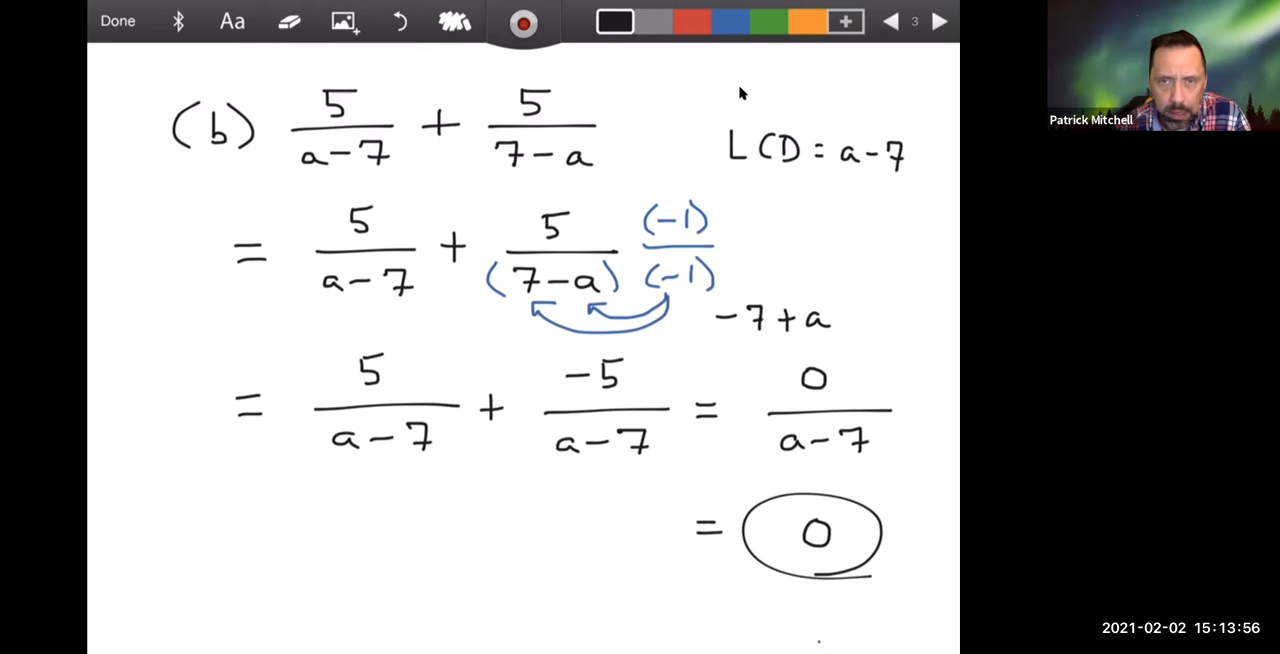 Done Aa 3
Patrick Mitchell
(b) 5/(a-7) + 5/(7-a) LCD = a-7
= 5/(a-7) + 5/(7-a) (-1)/(-1)
-7+a
= 5/(a-7) + -5/(a-7) = 0/(a-7)
= 0
2021-02-02 15:13:56